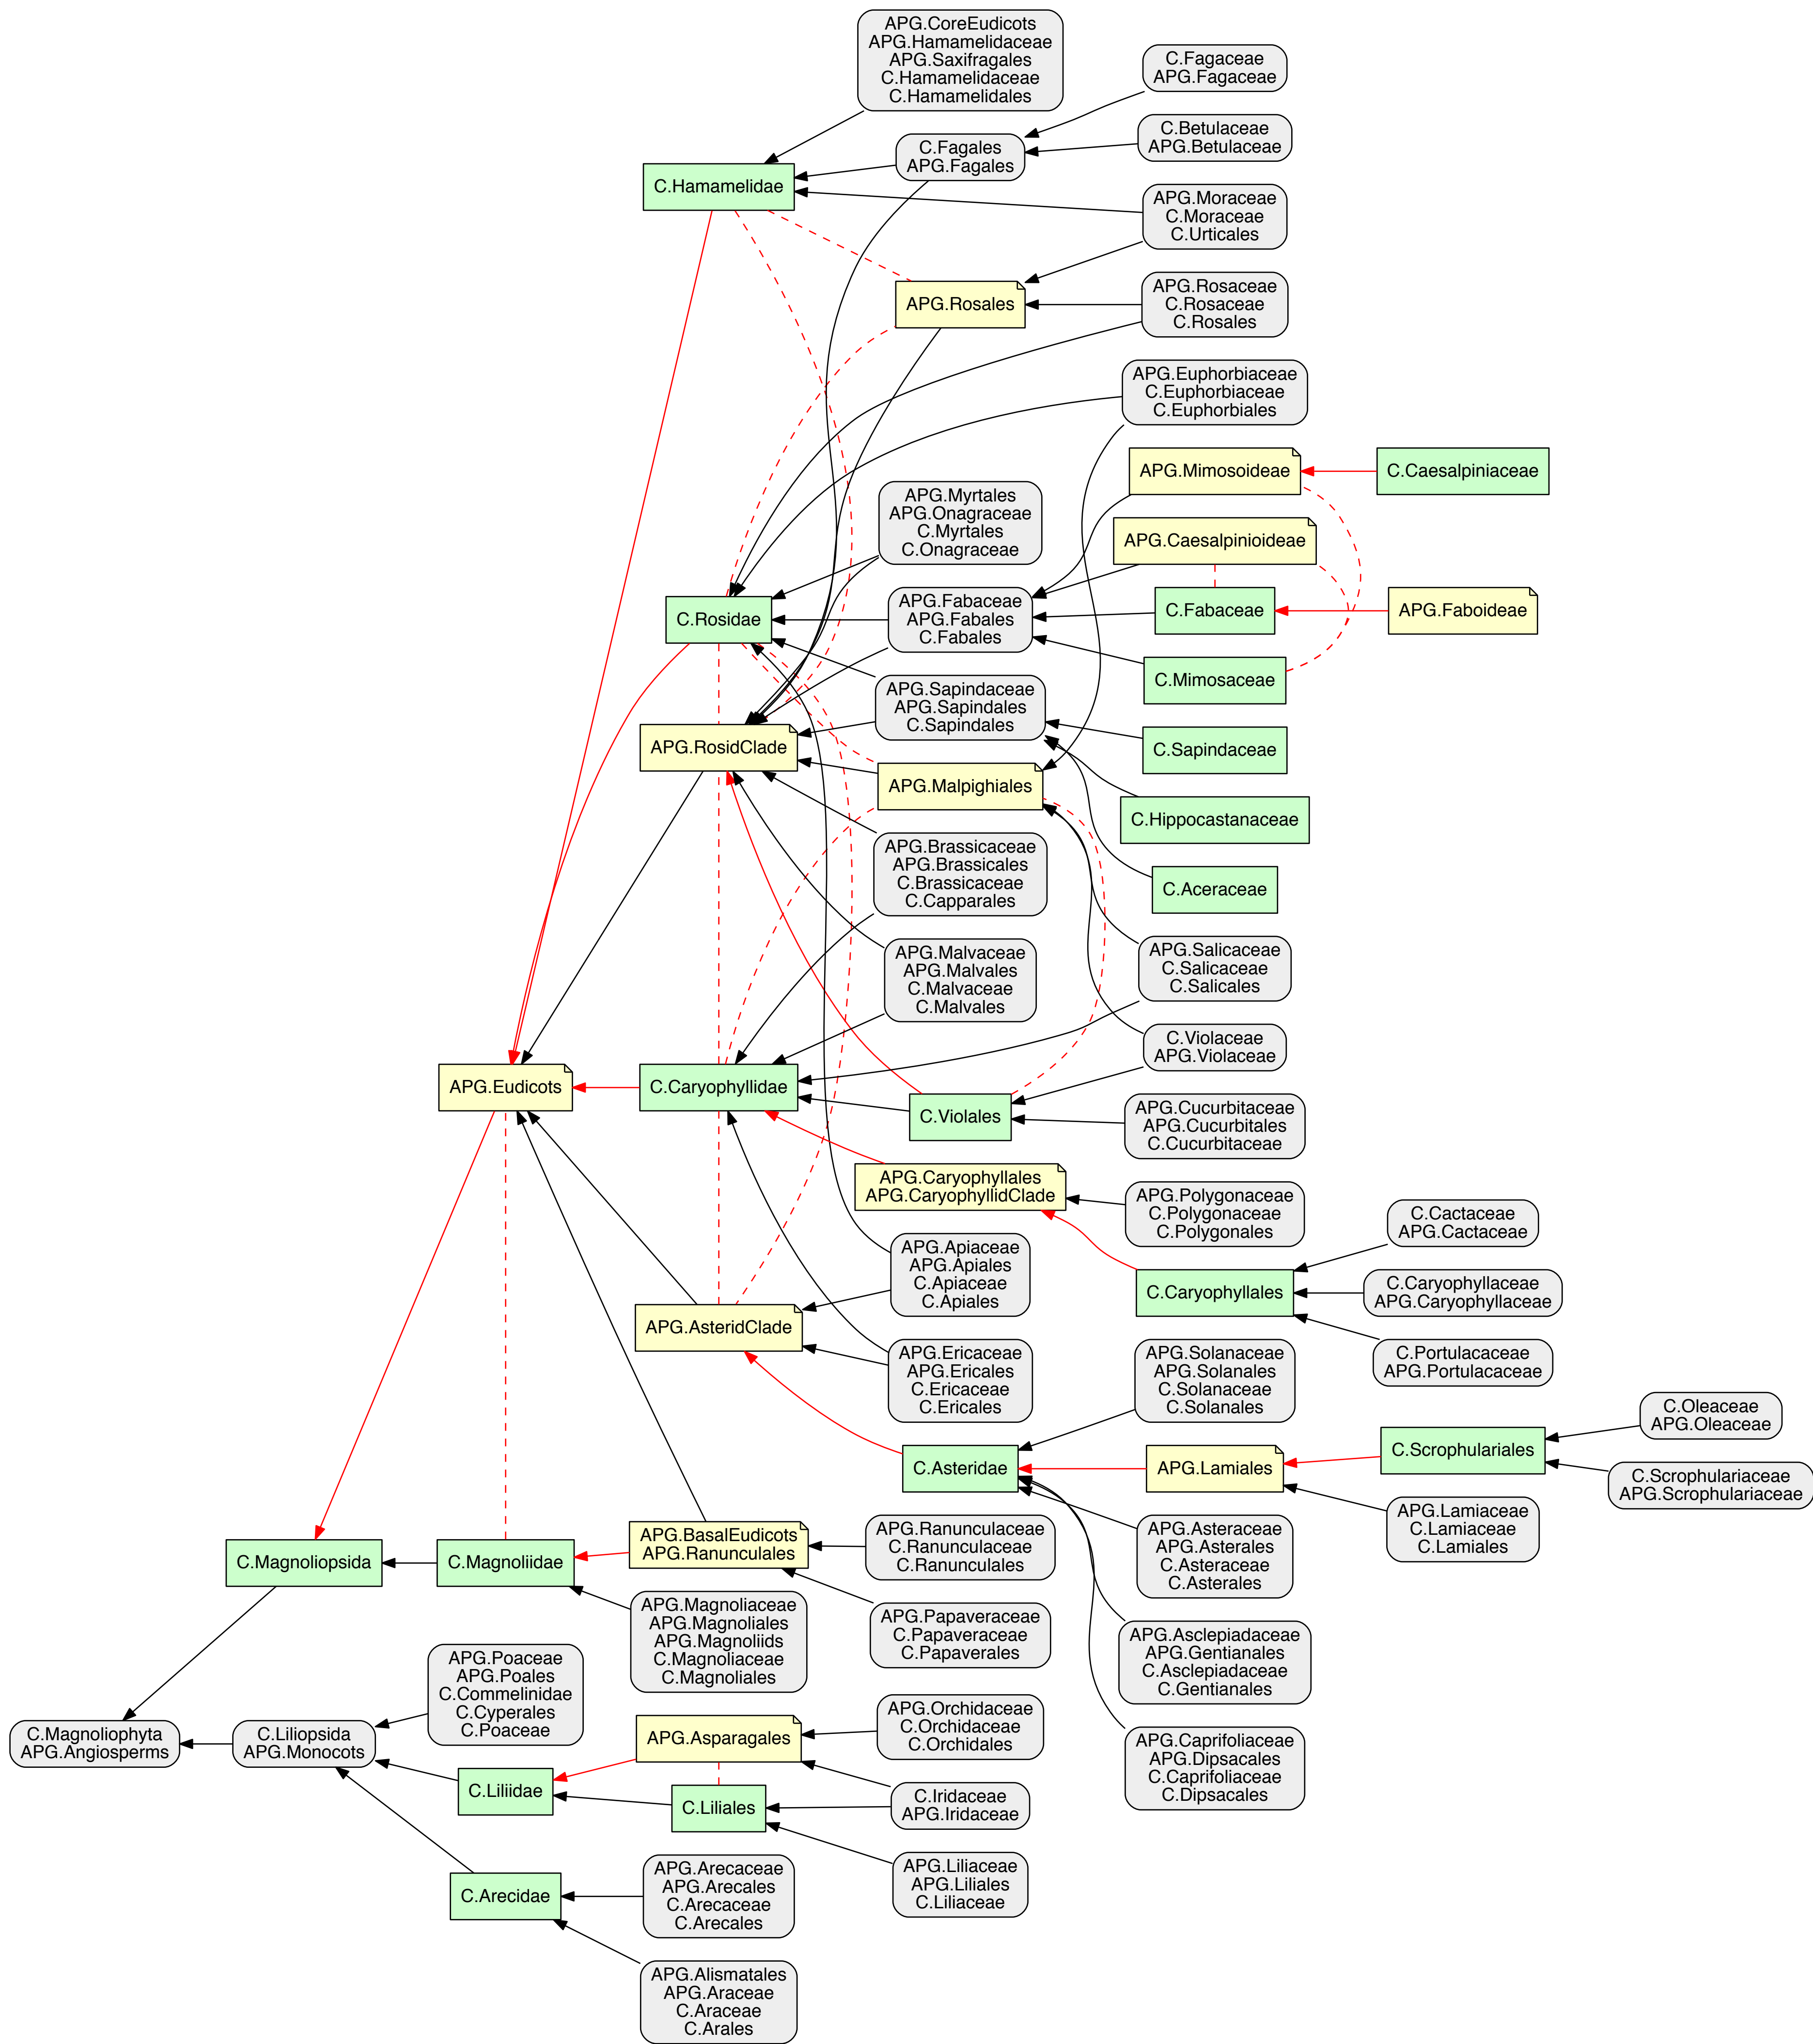 APG.CoreEudicots
APG.Hamamelidaceae
APG.Saxifragales
C.Hamamelidaceae
C.Hamamelidales
C.Fagaceae
APG.Fagaceae
C.Betulaceae
APG.Betulaceae
C.Fagales
APG.Fagales
C.Hamamelidae
APG.Moraceae
C.Moraceae
C.Urticales
APG.Rosales
APG.Rosaceae
C.Rosaceae
C.Rosales
APG.Euphorbiaceae
C.Euphorbiaceae
C.Euphorbiales
APG.Mimosoideae
C.Caesalpiniaceae
APG.Myrtales
APG.Onagraceae
C.Myrtales
C.Onagraceae
APG.Caesalpinioideae
C.Rosidae
APG.Fabaceae
APG.Fabales
C.Fabales
C.Fabaceae
APG.Faboideae
C.Mimosaceae
APG.Sapindaceae
APG.Sapindales
C.Sapindales
APG.RosidClade
C.Sapindaceae
APG.Malpighiales
C.Hippocastanaceae
APG.Brassicaceae
APG.Brassicales
C.Brassicaceae
C.Capparales
C.Aceraceae
APG.Malvaceae
APG.Malvales
C.Malvaceae
C.Malvales
APG.Salicaceae
C.Salicaceae
C.Salicales
C.Violaceae
APG.Violaceae
APG.Eudicots
C.Caryophyllidae
C.Violales
APG.Cucurbitaceae
APG.Cucurbitales
C.Cucurbitaceae
APG.Caryophyllales
APG.CaryophyllidClade
APG.Polygonaceae
C.Polygonaceae
C.Polygonales
C.Cactaceae
APG.Cactaceae
APG.Apiaceae
APG.Apiales
C.Apiaceae
C.Apiales
C.Caryophyllales
C.Caryophyllaceae
APG.Caryophyllaceae
APG.AsteridClade
C.Portulacaceae
APG.Portulacaceae
APG.Ericaceae
APG.Ericales
C.Ericaceae
C.Ericales
APG.Solanaceae
APG.Solanales
C.Solanaceae
C.Solanales
C.Oleaceae
APG.Oleaceae
C.Asteridae
APG.Lamiales
C.Scrophulariales
C.Scrophulariaceae
APG.Scrophulariaceae
APG.Lamiaceae
C.Lamiaceae
C.Lamiales
C.Magnoliopsida
C.Magnoliidae
APG.BasalEudicots
APG.Ranunculales
APG.Ranunculaceae
C.Ranunculaceae
C.Ranunculales
APG.Asteraceae
APG.Asterales
C.Asteraceae
C.Asterales
APG.Magnoliaceae
APG.Magnoliales
APG.Magnoliids
C.Magnoliaceae
C.Magnoliales
APG.Papaveraceae
C.Papaveraceae
C.Papaverales
APG.Asclepiadaceae
APG.Gentianales
C.Asclepiadaceae
C.Gentianales
APG.Poaceae
APG.Poales
C.Commelinidae
C.Cyperales
C.Poaceae
C.Magnoliophyta
APG.Angiosperms
C.Liliopsida
APG.Monocots
APG.Asparagales
APG.Orchidaceae
C.Orchidaceae
C.Orchidales
APG.Caprifoliaceae
APG.Dipsacales
C.Caprifoliaceae
C.Dipsacales
C.Liliidae
C.Liliales
C.Iridaceae
APG.Iridaceae
APG.Liliaceae
APG.Liliales
C.Liliaceae
C.Arecidae
APG.Arecaceae
APG.Arecales
C.Arecaceae
C.Arecales
APG.Alismatales
APG.Araceae
C.Araceae
C.Arales